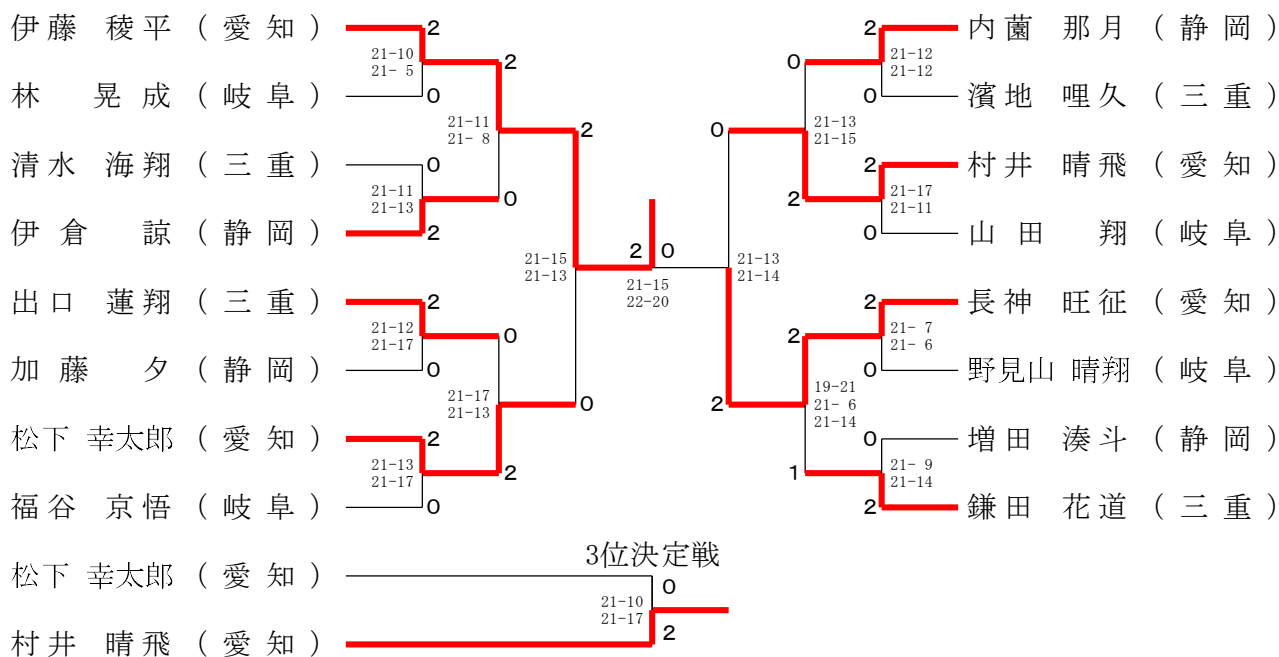 伊藤 稜平 （愛知） 2 2 内薗 那月 （静岡）
21-10 21-12
21- 5 2 0 21-12
林 晃成 （岐阜） 0 0 濱地 哩久 （三重）
21-11 2 0 21-13
21- 8 21-15
清水 海翔 （三重） 0 2 村井 晴飛 （愛知）
21-11 21-17
21-13 0 2 21-11
伊倉 諒 （静岡） 2 0 山田 翔 （岐阜）
21-15 2 0 21-13
21-13 21-15 21-14
22-20
出口 蓮翔 （三重） 2 2 長神 旺征 （愛知）
21-12 21- 7
21-17 0 2 21- 6
加藤 夕 （静岡） 0 0 野見山 晴翔 （岐阜）
21-17 19-21
21-13 0 2 21- 6
21-14
松下 幸太郎 （愛知） 2 0 増田 湊斗 （静岡）
21-13 21- 9
21-17 2 1 21-14
福谷 京悟 （岐阜） 0 2 鎌田 花道 （三重）
3位決定戦
松下 幸太郎 （愛知） 0
21-10
21-17
村井 晴飛 （愛知） 2